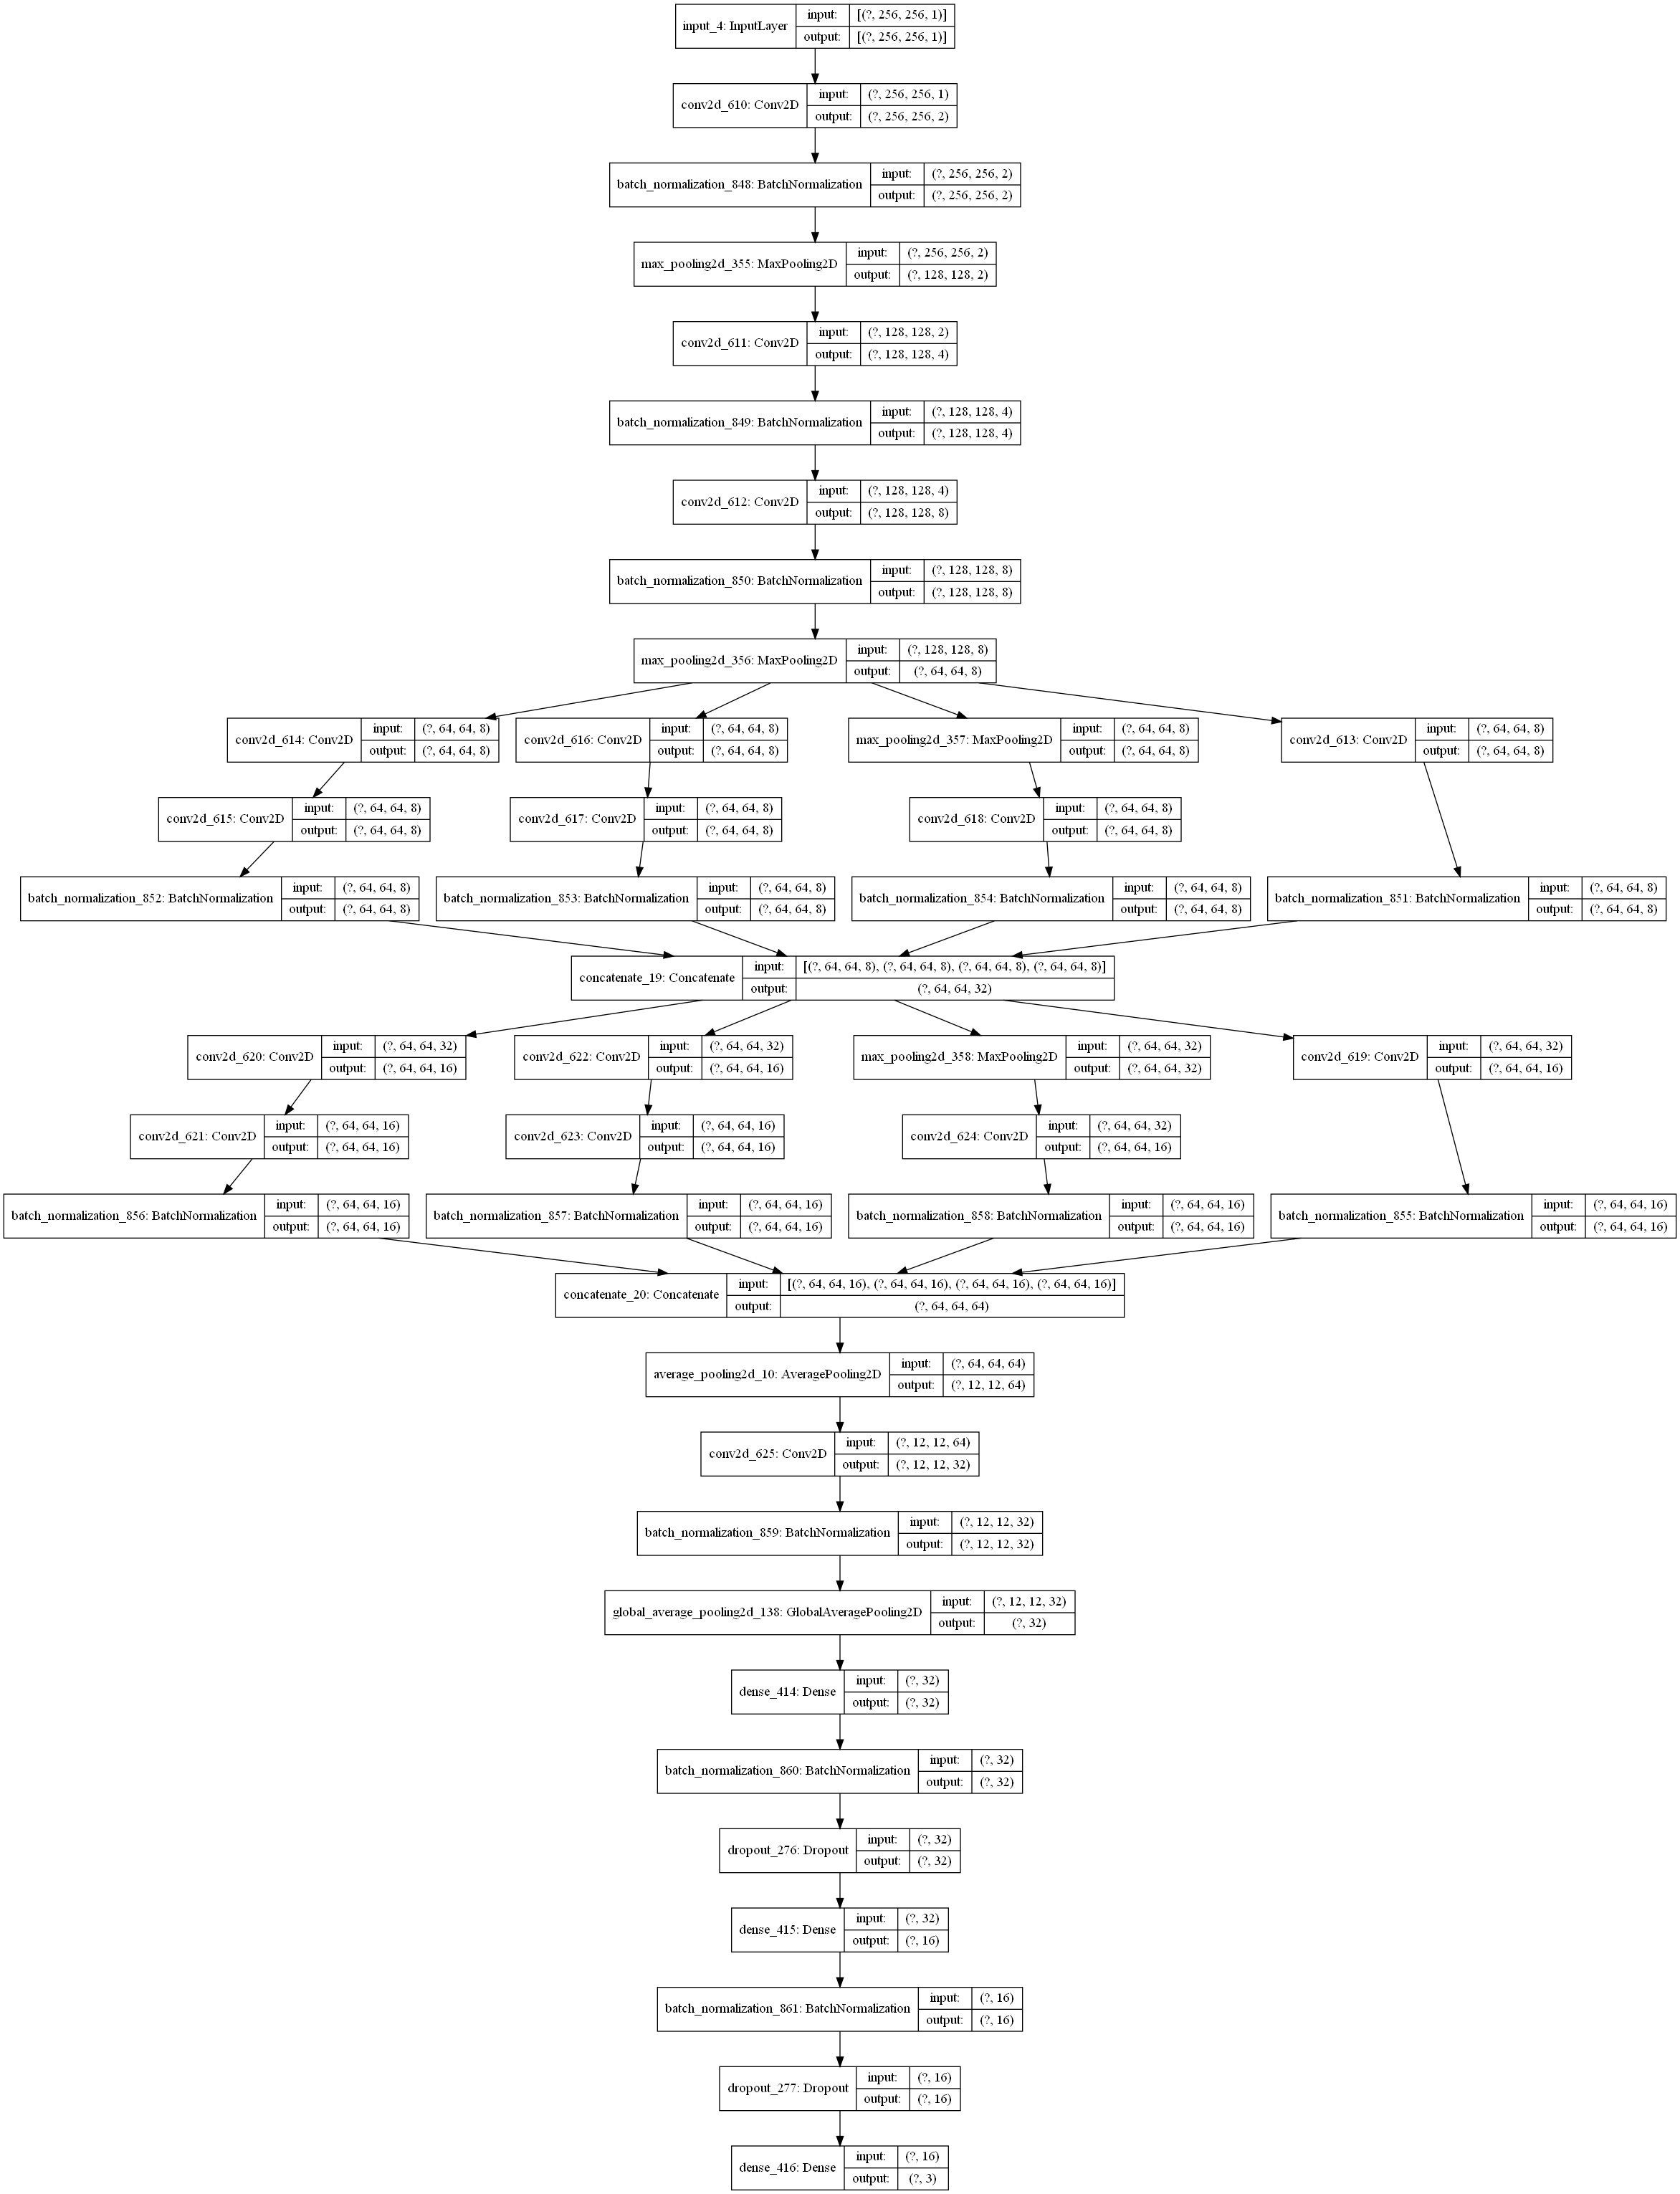 input_4: InputLayer input: [(?, 256, 256, 1)]
output: [(?, 256, 256, 1)]
conv2d_610: Conv2D input: (?, 256, 256, 1)
output: (?, 256, 256, 2)
batch_normalization_848: BatchNormalization input: (?, 256, 256, 2)
output: (?, 256, 256, 2)
max_pooling2d_355: MaxPooling2D input: (?, 256, 256, 2)
output: (?, 128, 128, 2)
conv2d_611: Conv2D input: (?, 128, 128, 2)
output: (?, 128, 128, 4)
batch_normalization_849: BatchNormalization input: (?, 128, 128, 4)
output: (?, 128, 128, 4)
conv2d_612: Conv2D input: (?, 128, 128, 4)
output: (?, 128, 128, 8)
batch_normalization_850: BatchNormalization input: (?, 128, 128, 8)
output: (?, 128, 128, 8)
max_pooling2d_356: MaxPooling2D input: (?, 128, 128, 8)
output: (?, 64, 64, 8)
conv2d_614: Conv2D input: (?, 64, 64, 8)
output: (?, 64, 64, 8)
conv2d_616: Conv2D input: (?, 64, 64, 8)
output: (?, 64, 64, 8)
max_pooling2d_357: MaxPooling2D input: (?, 64, 64, 8)
output: (?, 64, 64, 8)
conv2d_613: Conv2D input: (?, 64, 64, 8)
output: (?, 64, 64, 8)
conv2d_615: Conv2D input: (?, 64, 64, 8)
output: (?, 64, 64, 8)
conv2d_617: Conv2D input: (?, 64, 64, 8)
output: (?, 64, 64, 8)
conv2d_618: Conv2D input: (?, 64, 64, 8)
output: (?, 64, 64, 8)
batch_normalization_852: BatchNormalization input: (?, 64, 64, 8)
output: (?, 64, 64, 8)
batch_normalization_853: BatchNormalization input: (?, 64, 64, 8)
output: (?, 64, 64, 8)
batch_normalization_854: BatchNormalization input: (?, 64, 64, 8)
output: (?, 64, 64, 8)
batch_normalization_851: BatchNormalization input: (?, 64, 64, 8)
output: (?, 64, 64, 8)
concatenate_19: Concatenate input: [(?, 64, 64, 8), (?, 64, 64, 8), (?, 64, 64, 8), (?, 64, 64, 8)]
output: (?, 64, 64, 32)
conv2d_620: Conv2D input: (?, 64, 64, 32)
output: (?, 64, 64, 16)
conv2d_622: Conv2D input: (?, 64, 64, 32)
output: (?, 64, 64, 16)
max_pooling2d_358: MaxPooling2D input: (?, 64, 64, 32)
output: (?, 64, 64, 32)
conv2d_619: Conv2D input: (?, 64, 64, 32)
output: (?, 64, 64, 16)
conv2d_621: Conv2D input: (?, 64, 64, 16)
output: (?, 64, 64, 16)
conv2d_623: Conv2D input: (?, 64, 64, 16)
output: (?, 64, 64, 16)
conv2d_624: Conv2D input: (?, 64, 64, 32)
output: (?, 64, 64, 16)
batch_normalization_856: BatchNormalization input: (?, 64, 64, 16)
output: (?, 64, 64, 16)
batch_normalization_857: BatchNormalization input: (?, 64, 64, 16)
output: (?, 64, 64, 16)
batch_normalization_858: BatchNormalization input: (?, 64, 64, 16)
output: (?, 64, 64, 16)
batch_normalization_855: BatchNormalization input: (?, 64, 64, 16)
output: (?, 64, 64, 16)
concatenate_20: Concatenate input: [(?, 64, 64, 16), (?, 64, 64, 16), (?, 64, 64, 16), (?, 64, 64, 16)]
output: (?, 64, 64, 64)
average_pooling2d_10: AveragePooling2D input: (?, 64, 64, 64)
output: (?, 12, 12, 64)
conv2d_625: Conv2D input: (?, 12, 12, 64)
output: (?, 12, 12, 32)
batch_normalization_859: BatchNormalization input: (?, 12, 12, 32)
output: (?, 12, 12, 32)
global_average_pooling2d_138: GlobalAveragePooling2D input: (?, 12, 12, 32)
output: (?, 32)
dense_414: Dense input: (?, 32)
output: (?, 32)
batch_normalization_860: BatchNormalization input: (?, 32)
output: (?, 32)
dropout_276: Dropout input: (?, 32)
output: (?, 32)
dense_415: Dense input: (?, 32)
output: (?, 16)
batch_normalization_861: BatchNormalization input: (?, 16)
output: (?, 16)
dropout_277: Dropout input: (?, 16)
output: (?, 16)
dense_416: Dense input: (?, 16)
output: (?, 3)